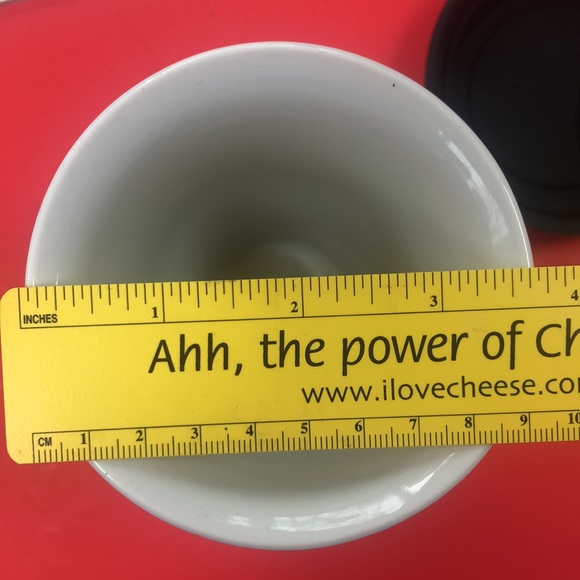 1 2 3 4
INCHES
Ahh, the power of Ch
www.ilovecheese.co
CM 1 2 3 4 5 6 7 8 9 10